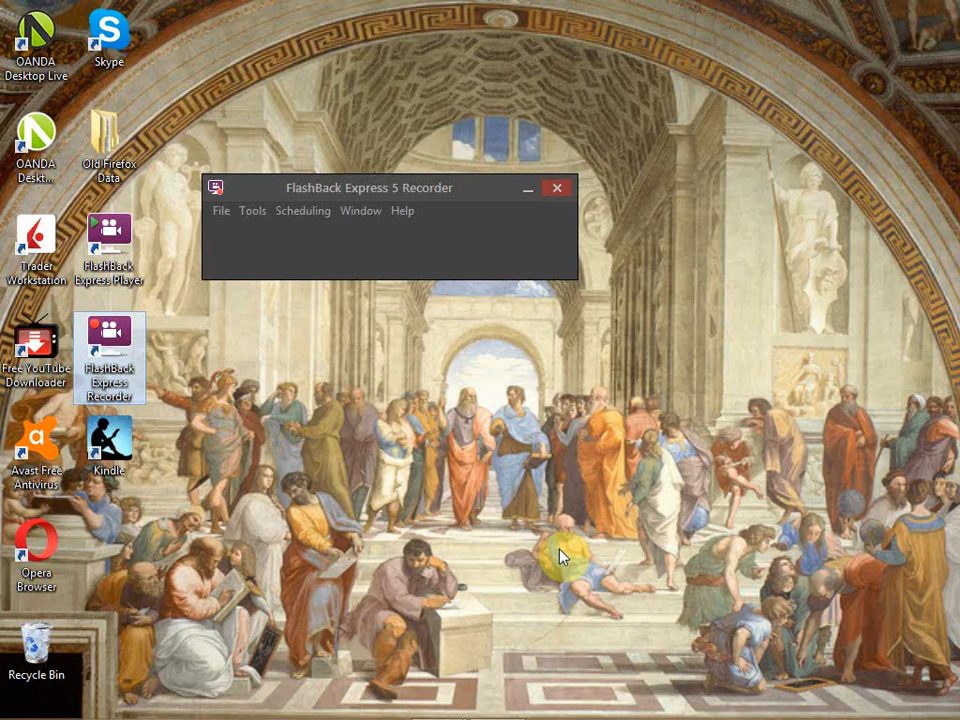 OANDA
Desktop Live
Skype
OANDA
Deskt...
Old Firefox
Data
Trader
Workstation
FlashBack
Express Player
Free YouTube
Downloader
FlashBack
Express
Recorder
Avast Free
Antivirus
Kindle
Opera
Browser
Recycle Bin
FlashBack Express 5 Recorder
File Tools Scheduling Window Help